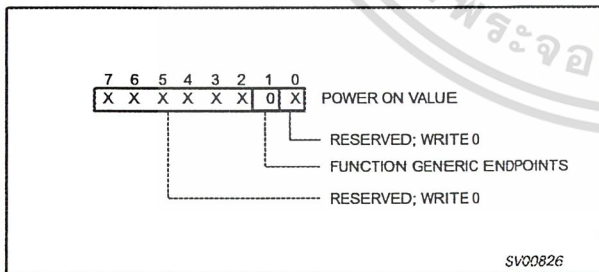 7 6 5 4 3 2 1 0
X X X X X X 0 X POWER ON VALUE
RESERVED; WRITE 0
FUNCTION GENERIC ENDPOINTS
RESERVED; WRITE 0
SV00826